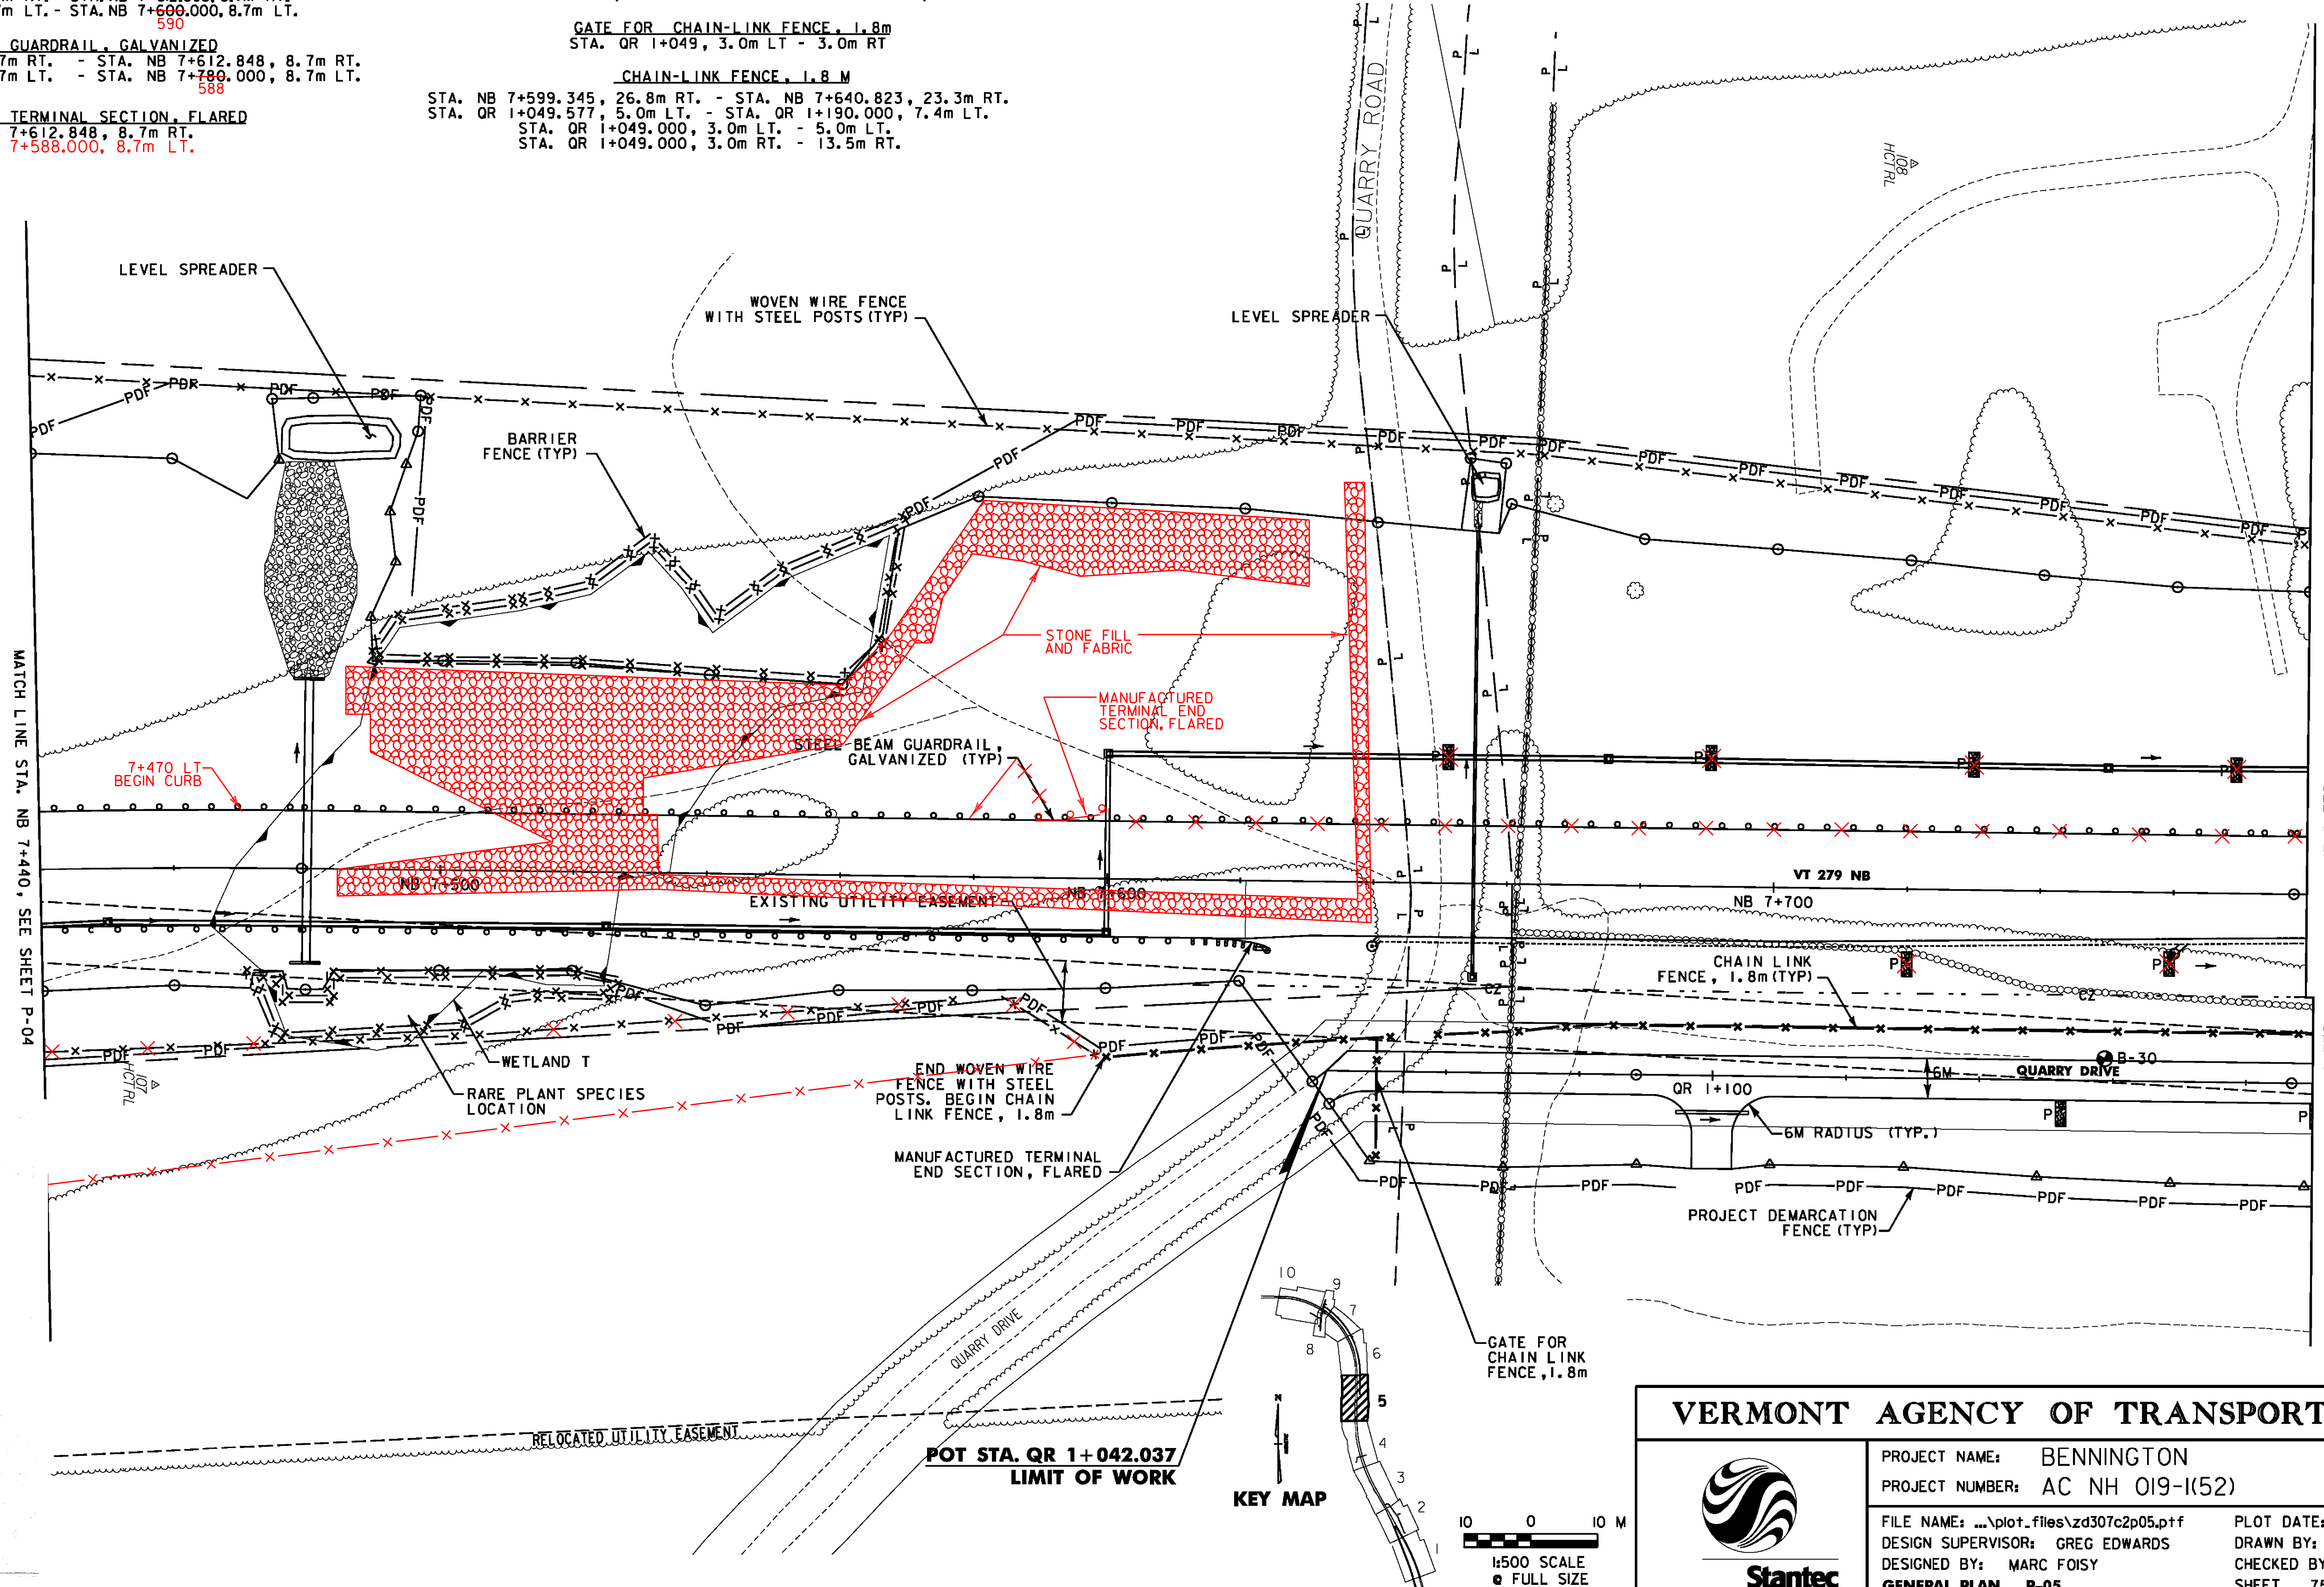 7m LT. - STA. NB 7+600.000, 8.7m LT.
590
GUARDRAIL, GALVANIZED
7m RT. - STA. NB 7+612.848, 8.7m RT.
7m LT. - STA. NB 7+780.000, 8.7m LT.
588
TERMINAL SECTION, FLARED
7+612.848, 8.7m RT.
7+588.000, 8.7m LT.
GATE FOR CHAIN-LINK FENCE, 1.8m
STA. QR 1+049, 3.0m LT - 3.0m RT
CHAIN-LINK FENCE, 1.8 M
STA. NB 7+599.345, 26.8m RT. - STA. NB 7+640.823, 23.3m RT.
STA. QR 1+049.577, 5.0m LT. - STA. QR 1+190.000, 7.4m LT.
STA. QR 1+049.000, 3.0m LT. - 5.0m LT.
STA. QR 1+049.000, 3.0m RT. - 13.5m RT.
QUARRY ROAD
108
HCTRL
LEVEL SPREADER
WOVEN WIRE FENCE
WITH STEEL POSTS (TYP)
LEVEL SPREADER
BARRIER
FENCE (TYP)
STONE FILL
AND FABRIC
MANUFACTURED
TERMINAL END
SECTION, FLARED
STEEL BEAM GUARDRAIL,
GALVANIZED (TYP)
7+470 LT
BEGIN CURB
MATCH LINE STA. NB 7+440, SEE SHEET P-04
NB 7+500
EXISTING UTILITY EASEMENT
NB 7+600
VT 279 NB
NB 7+700
CHAIN LINK
FENCE, 1.8m (TYP)
CZ
CZ
WETLAND T
RARE PLANT SPECIES
LOCATION
107
HCTRL
END WOVEN WIRE
FENCE WITH STEEL
POSTS. BEGIN CHAIN
LINK FENCE, 1.8m
MANUFACTURED TERMINAL
END SECTION, FLARED
B-30
QUARRY DRIVE
6M
QR 1+100
6M RADIUS (TYP.)
PROJECT DEMARCATION
FENCE (TYP)
GATE FOR
CHAIN LINK
FENCE, 1.8m
QUARRY DRIVE
RELOCATED UTILITY EASEMENT
POT STA. QR 1+042.037
LIMIT OF WORK
KEY MAP
10
9
8
7
6
5
4
3
2
1
10 0 10 M
1:500 SCALE
@ FULL SIZE
VERMONT AGENCY OF TRANSPORT
PROJECT NAME: BENNINGTON
PROJECT NUMBER: AC NH 019-1(52)
FILE NAME: ...\plot_files\zd307c2p05.ptf
PLOT DATE:
DESIGN SUPERVISOR: GREG EDWARDS
DRAWN BY:
DESIGNED BY: MARC FOISY
CHECKED BY
GENERAL PLAN P-05
SHEET
Stantec